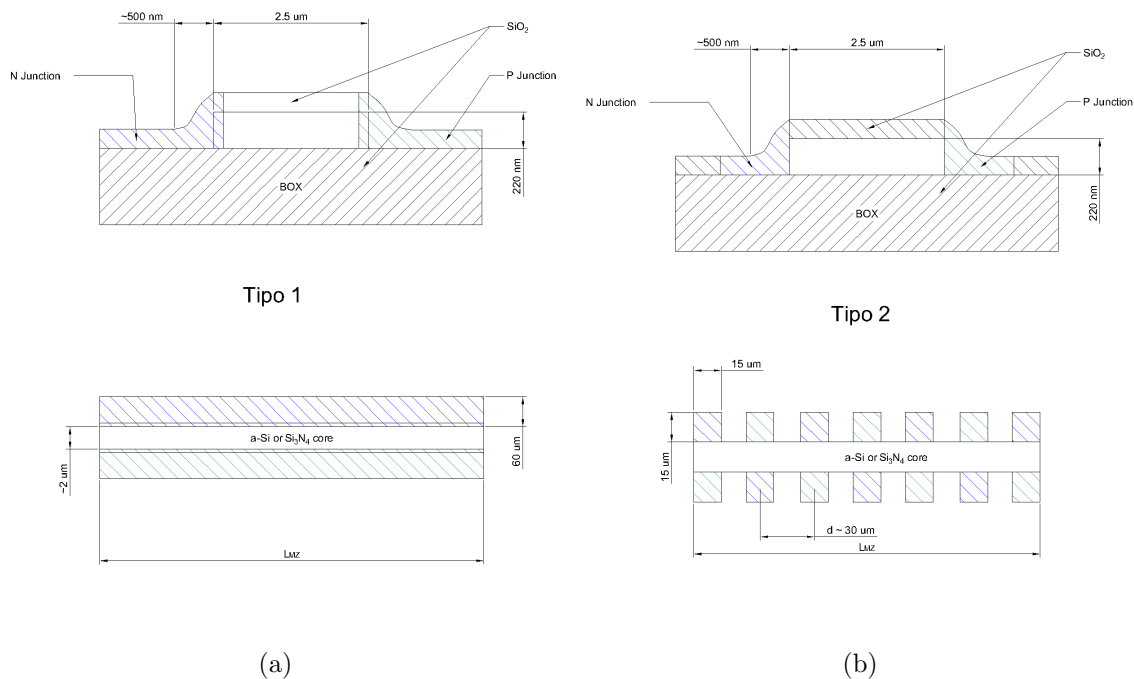 ~500 nm
2.5 um
SiO2
N Junction
P Junction
220 nm
BOX
Tipo 1
a-Si or Si3N4 core
~2 um
60 um
LMZ
(a)
~500 nm
2.5 um
SiO2
N Junction
P Junction
220 nm
BOX
Tipo 2
15 um
15 um
a-Si or Si3N4 core
d ~ 30 um
LMZ
(b)